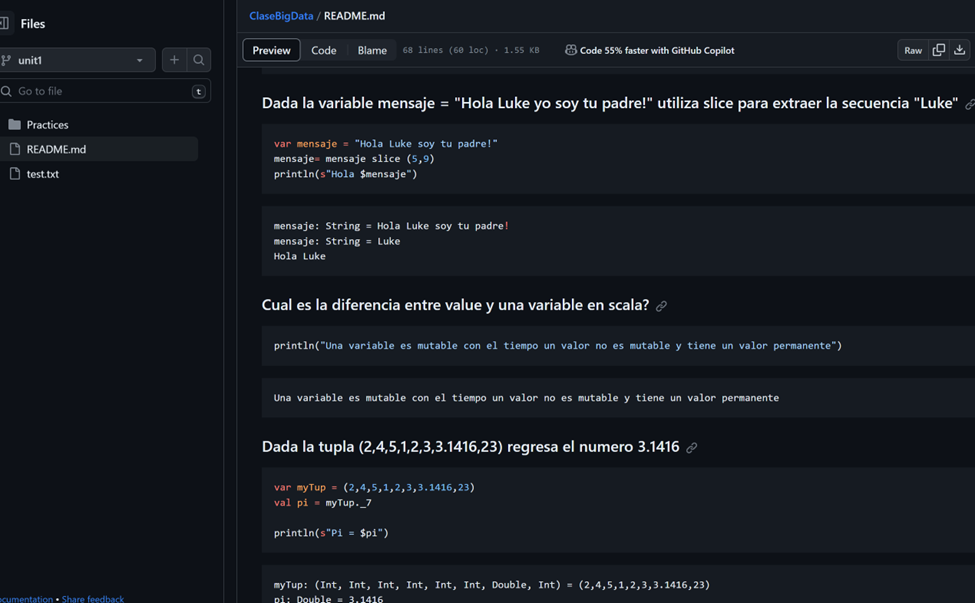 Files
unit1
Go to file
t
Practices
README.md
test.txt
ocumentation • Share feedback
ClaseBigData / README.md
Preview Code Blame 68 lines (60 loc) · 1.55 KB Code 55% faster with GitHub Copilot Raw
Dada la variable mensaje = "Hola Luke yo soy tu padre!" utiliza slice para extraer la secuencia "Luke"
var mensaje = "Hola Luke soy tu padre!"
mensaje= mensaje slice (5,9)
println(s"Hola $mensaje")
mensaje: String = Hola Luke soy tu padre!
mensaje: String = Luke
Hola Luke
Cual es la diferencia entre value y una variable en scala?
println("Una variable es mutable con el tiempo un valor no es mutable y tiene un valor permanente")
Una variable es mutable con el tiempo un valor no es mutable y tiene un valor permanente
Dada la tupla (2,4,5,1,2,3,3.1416,23) regresa el numero 3.1416
var myTup = (2,4,5,1,2,3,3.1416,23)
val pi = myTup._7
println(s"Pi = $pi")
myTup: (Int, Int, Int, Int, Int, Int, Double, Int) = (2,4,5,1,2,3,3.1416,23)
pi: Double = 3.1416